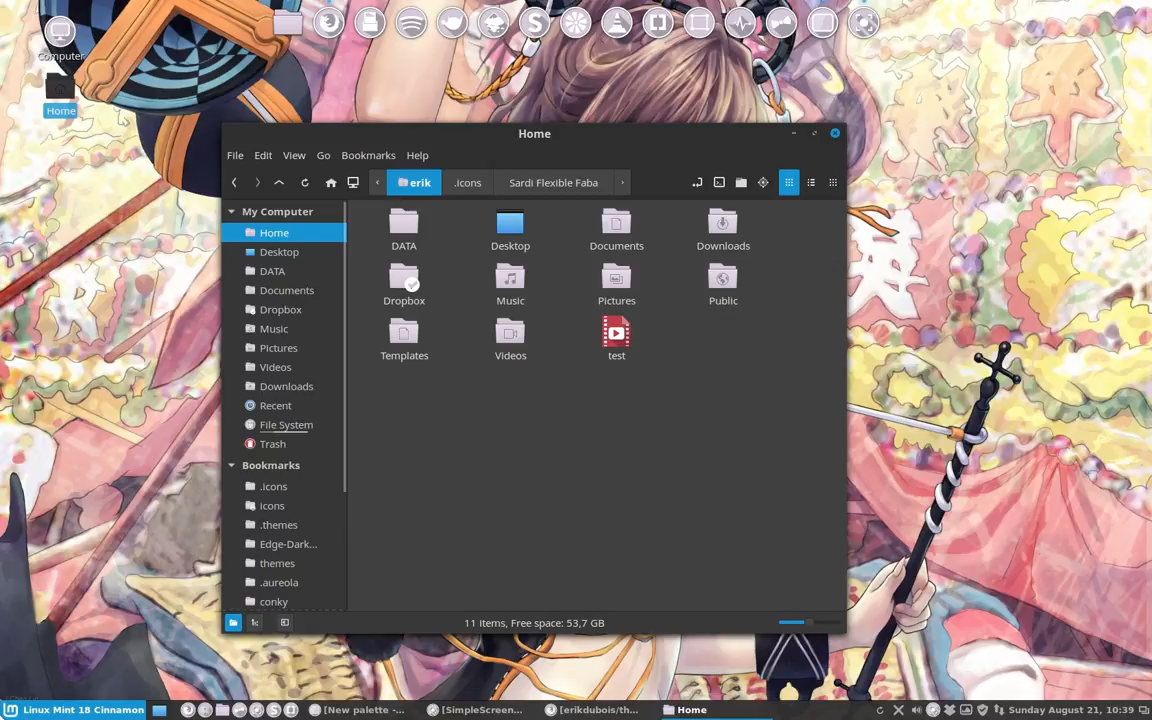 Computer
Home
Home
File Edit View Go Bookmarks Help
erik .icons Sardi Flexible Faba
My Computer
Home
Desktop
DATA
Documents
Dropbox
Music
Pictures
Videos
Downloads
Recent
File System
Trash
Bookmarks
.icons
icons
.themes
Edge-Dark...
themes
.aureola
conky
DATA Desktop Documents Downloads
Dropbox Music Pictures Public
Templates Videos test
11 items, Free space: 53,7 GB
Linux Mint 18 Cinnamon [New palette -... [SimpleScreen... [erikdubois/th... Home Sunday August 21, 10:39